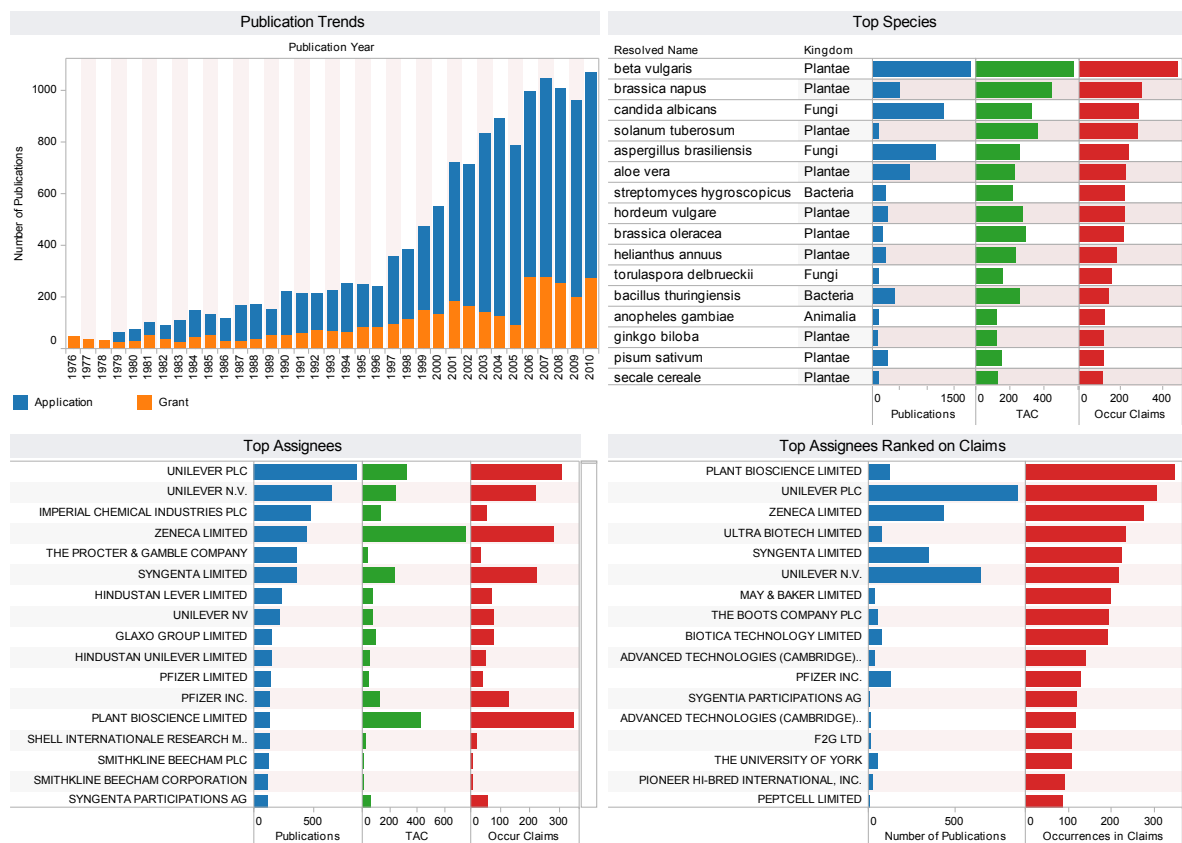 Publication Trends
Publication Year
Number of Publications
1000
800
600
400
200
0
1976 1977 1978 1979 1980 1981 1982 1983 1984 1985 1986 1987 1988 1989 1990 1991 1992 1993 1994 1995 1996 1997 1998 1999 2000 2001 2002 2003 2004 2005 2006 2007 2008 2009 2010
Application Grant
Top Species
Resolved Name Kingdom
beta vulgaris Plantae
brassica napus Plantae
candida albicans Fungi
solanum tuberosum Plantae
aspergillus brasiliensis Fungi
aloe vera Plantae
streptomyces hygroscopicus Bacteria
hordeum vulgare Plantae
brassica oleracea Plantae
helianthus annuus Plantae
torulaspora delbrueckii Fungi
bacillus thuringiensis Bacteria
anopheles gambiae Animalia
ginkgo biloba Plantae
pisum sativum Plantae
secale cereale Plantae
0 1500 0 200 400 0 200 400
Publications TAC Occur Claims
Top Assignees
UNILEVER PLC
UNILEVER N.V.
IMPERIAL CHEMICAL INDUSTRIES PLC
ZENECA LIMITED
THE PROCTER & GAMBLE COMPANY
SYNGENTA LIMITED
HINDUSTAN LEVER LIMITED
UNILEVER NV
GLAXO GROUP LIMITED
HINDUSTAN UNILEVER LIMITED
PFIZER LIMITED
PFIZER INC.
PLANT BIOSCIENCE LIMITED
SHELL INTERNATIONALE RESEARCH M..
SMITHKLINE BEECHAM PLC
SMITHKLINE BEECHAM CORPORATION
SYNGENTA PARTICIPATIONS AG
0 500 0 200 400 600 0 100 200 300
Publications TAC Occur Claims
Top Assignees Ranked on Claims
PLANT BIOSCIENCE LIMITED
UNILEVER PLC
ZENECA LIMITED
ULTRA BIOTECH LIMITED
SYNGENTA LIMITED
UNILEVER N.V.
MAY & BAKER LIMITED
THE BOOTS COMPANY PLC
BIOTICA TECHNOLOGY LIMITED
ADVANCED TECHNOLOGIES (CAMBRIDGE)..
PFIZER INC.
SYGENTIA PARTICIPATIONS AG
ADVANCED TECHNOLOGIES (CAMBRIDGE)..
F2G LTD
THE UNIVERSITY OF YORK
PIONEER HI-BRED INTERNATIONAL, INC.
PEPTCELL LIMITED
0 500 0 100 200 300
Number of Publications Occurrences in Claims